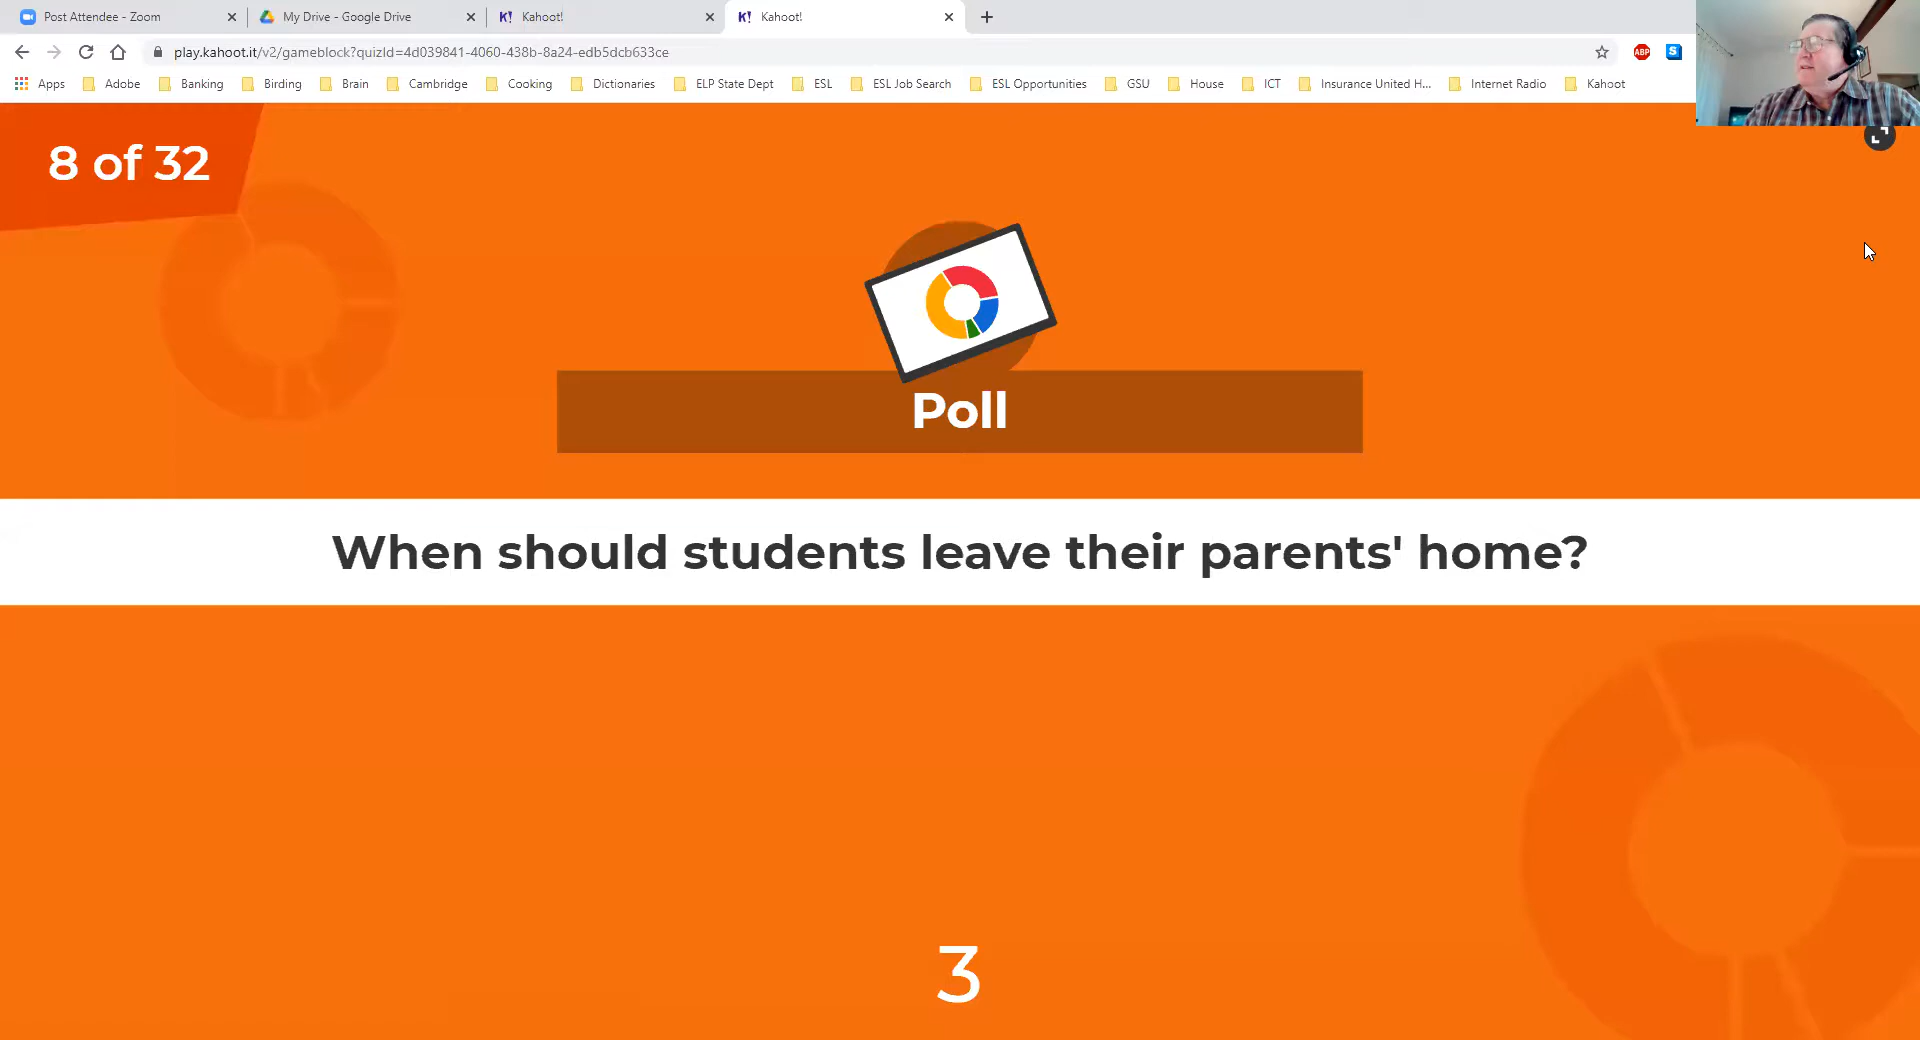 Post Attendee - Zoom
My Drive - Google Drive
K! Kahoot!
K! Kahoot!
play.kahoot.it/v2/gameblock?quizId=4d039841-4060-438b-8a24-edb5dcb633ce
ABP
S
Apps Adobe Banking Birding Brain Cambridge Cooking Dictionaries ELP State Dept ESL ESL Job Search ESL Opportunities GSU House ICT Insurance United H... Internet Radio Kahoot
8 of 32
Poll
When should students leave their parents' home?
3